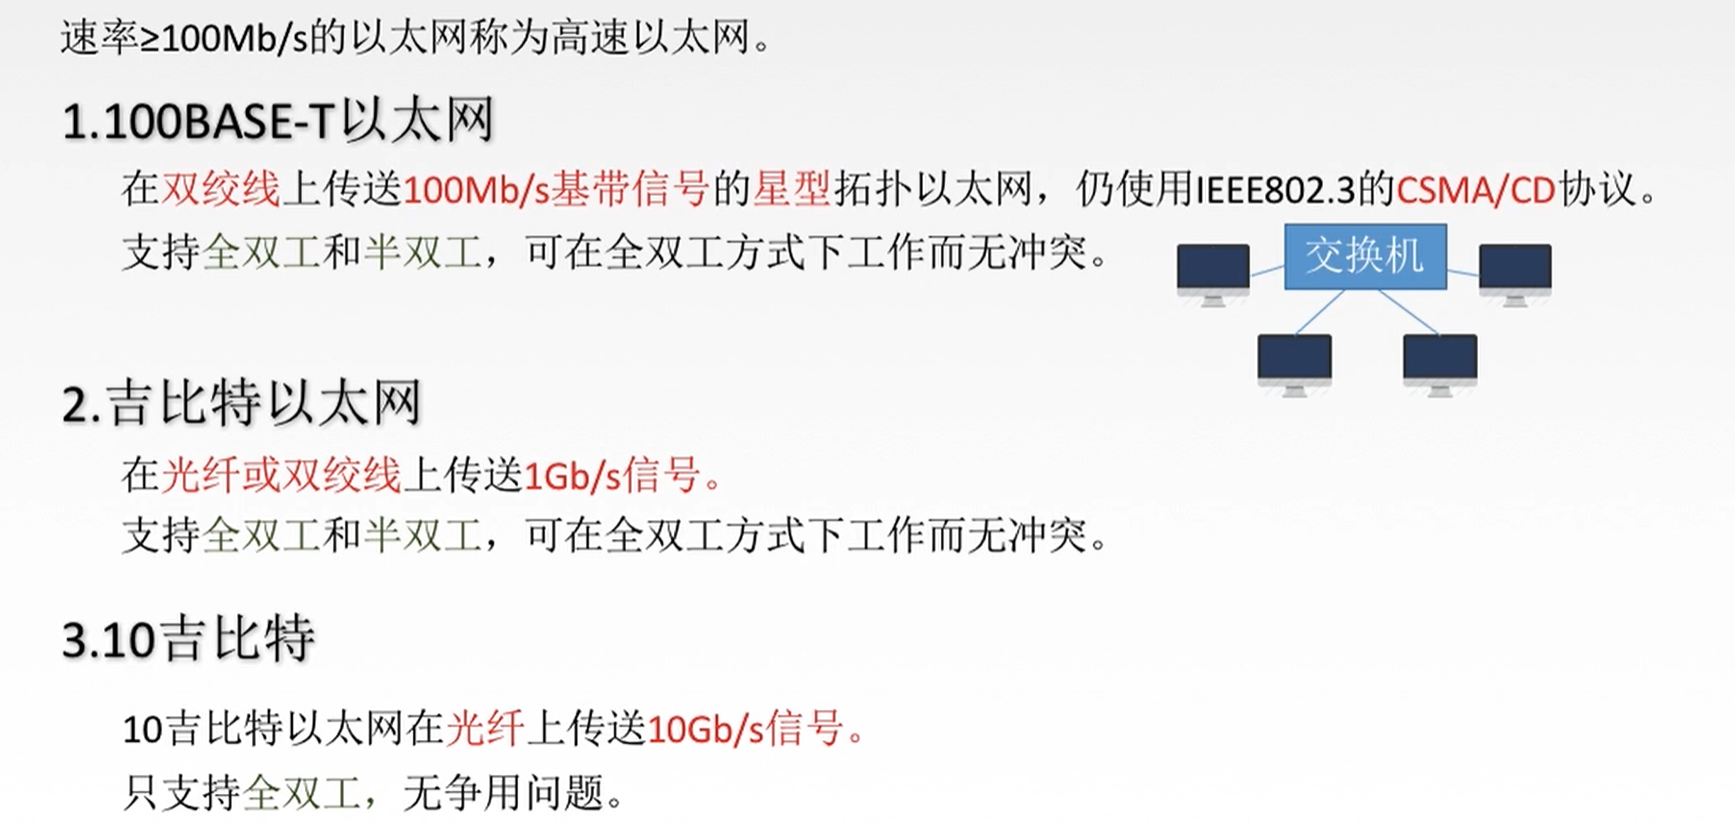 速率≥100Mb/s的以太网称为高速以太网。
1.100BASE-T以太网
在双绞线上传送100Mb/s基带信号的星型拓扑以太网，仍使用IEEE802.3的CSMA/CD协议。
支持全双工和半双工，可在全双工方式下工作而无冲突。
交换机
2.吉比特以太网
在光纤或双绞线上传送1Gb/s信号。
支持全双工和半双工，可在全双工方式下工作而无冲突。
3.10吉比特
10吉比特以太网在光纤上传送10Gb/s信号。
只支持全双工，无争用问题。